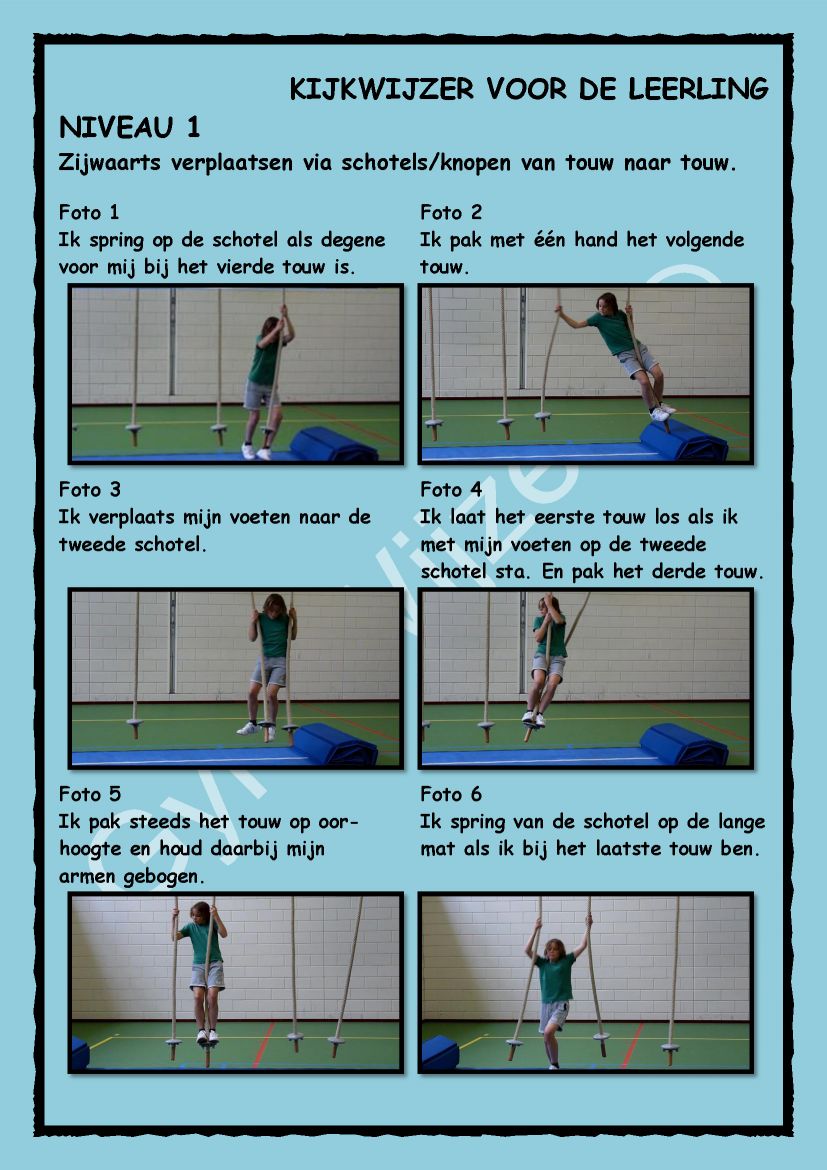 KIJKWIJZER VOOR DE LEERLING
NIVEAU 1
Zijwaarts verplaatsen via schotels/knopen van touw naar touw.
Foto 1
Ik spring op de schotel als degene
voor mij bij het vierde touw is.
Foto 2
Ik pak met één hand het volgende
touw.
Foto 3
Ik verplaats mijn voeten naar de
tweede schotel.
Foto 4
Ik laat het eerste touw los als ik
met mijn voeten op de tweede
schotel sta. En pak het derde touw.
Foto 5
Ik pak steeds het touw op oor-
hoogte en houd daarbij mijn
armen gebogen.
Foto 6
Ik spring van de schotel op de lange
mat als ik bij het laatste touw ben.